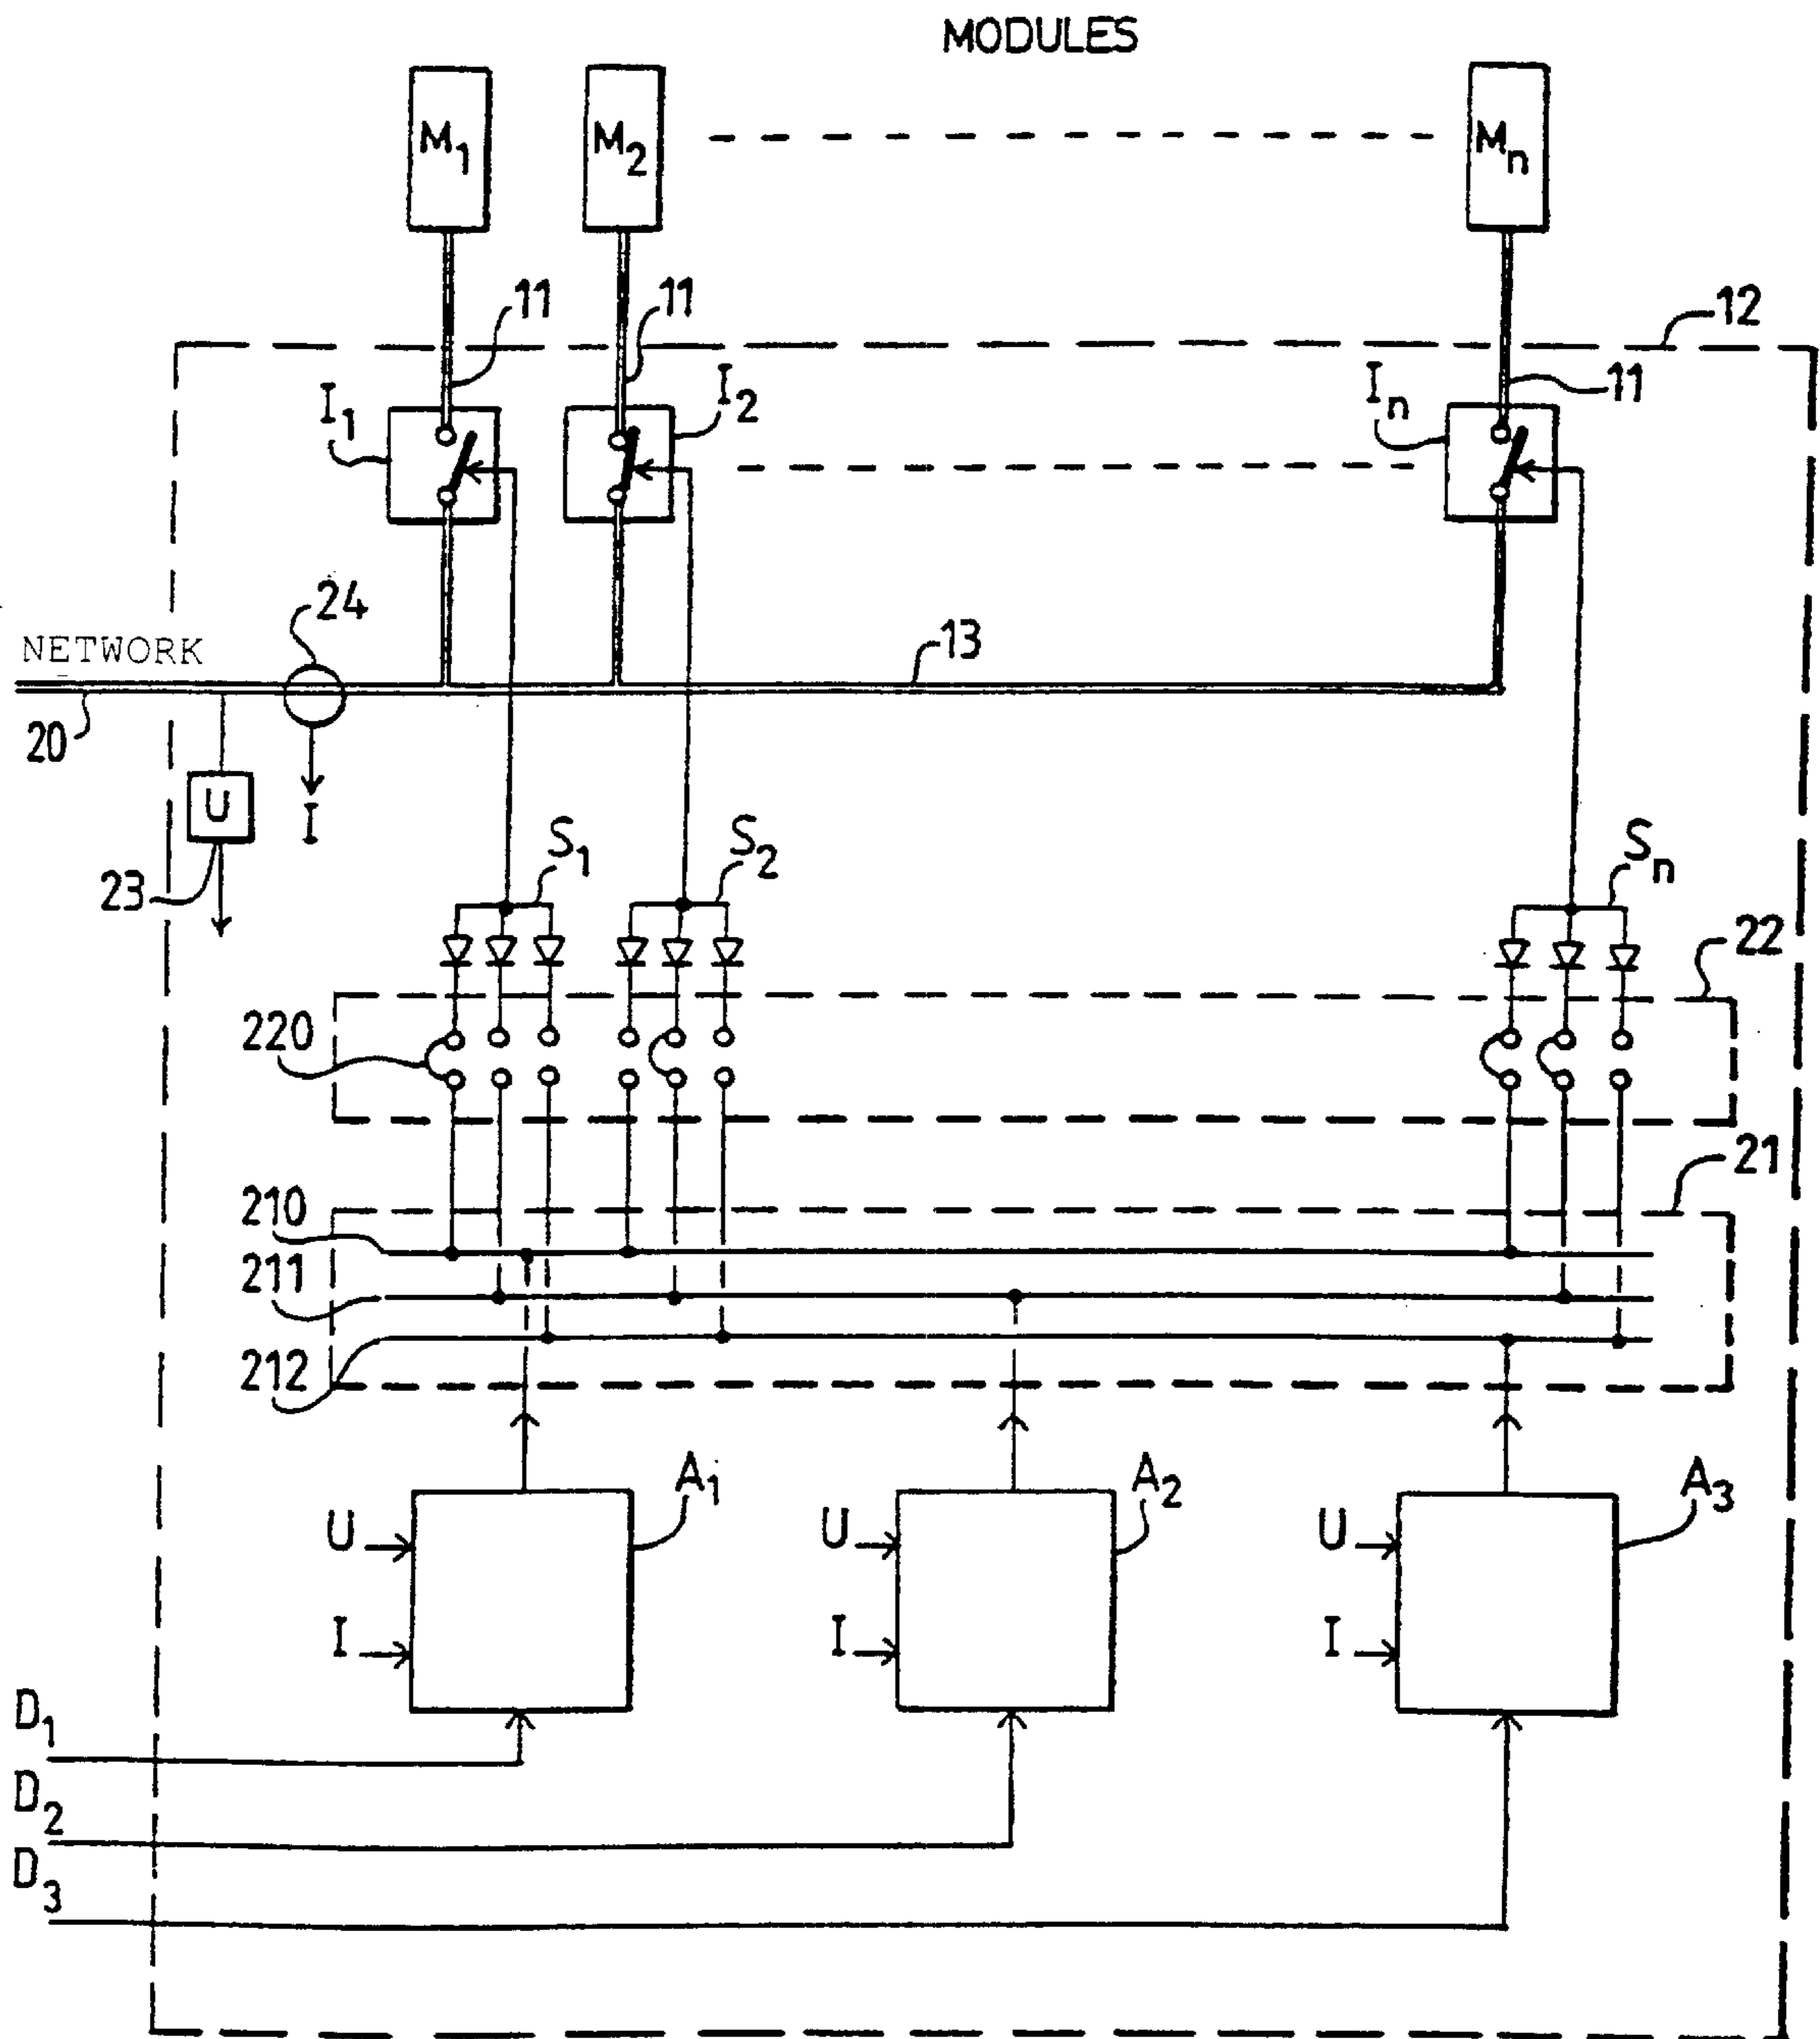 MODULES
M1 M2 Mn
11 11 12
I1 I2 In 11
24
NETWORK 13
20
U I
23 S1 S2 Sn
22
220
21
210
211
212
A1 A2 A3
U U U
I I I
D1
D2
D3